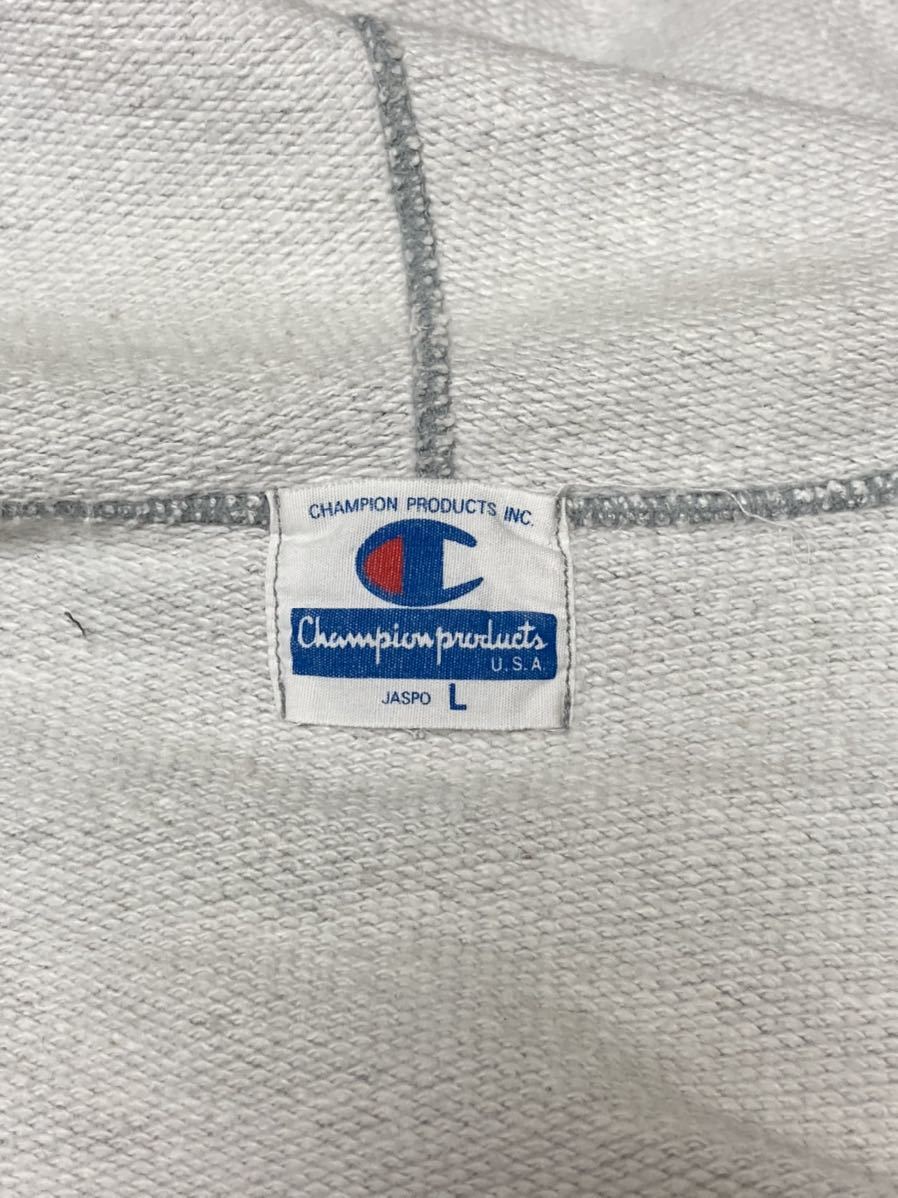 CHAMPION PRODUCTS INC.
Champion products
U.S.A.
JASPO L